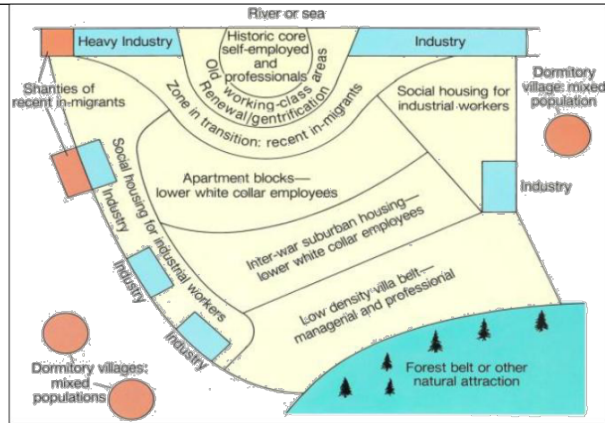 River or sea
Heavy Industry
Historic core
self-employed
and
professionals
Industry
Old working-class areas
Renewal/gentrification
Zone in transition: recent in-migrants
Shanties of
recent in-migrants
Social housing for
industrial workers
Dormitory
village: mixed
population
Apartment blocks—
lower white collar employees
Social housing for industrial workers
Industry
Industry
Inter-war suburban housing—
lower white collar employees
Industry
Low density villa belt—
managerial and professional
Industry
Dormitory villages:
mixed
populations
Forest belt or other
natural attraction